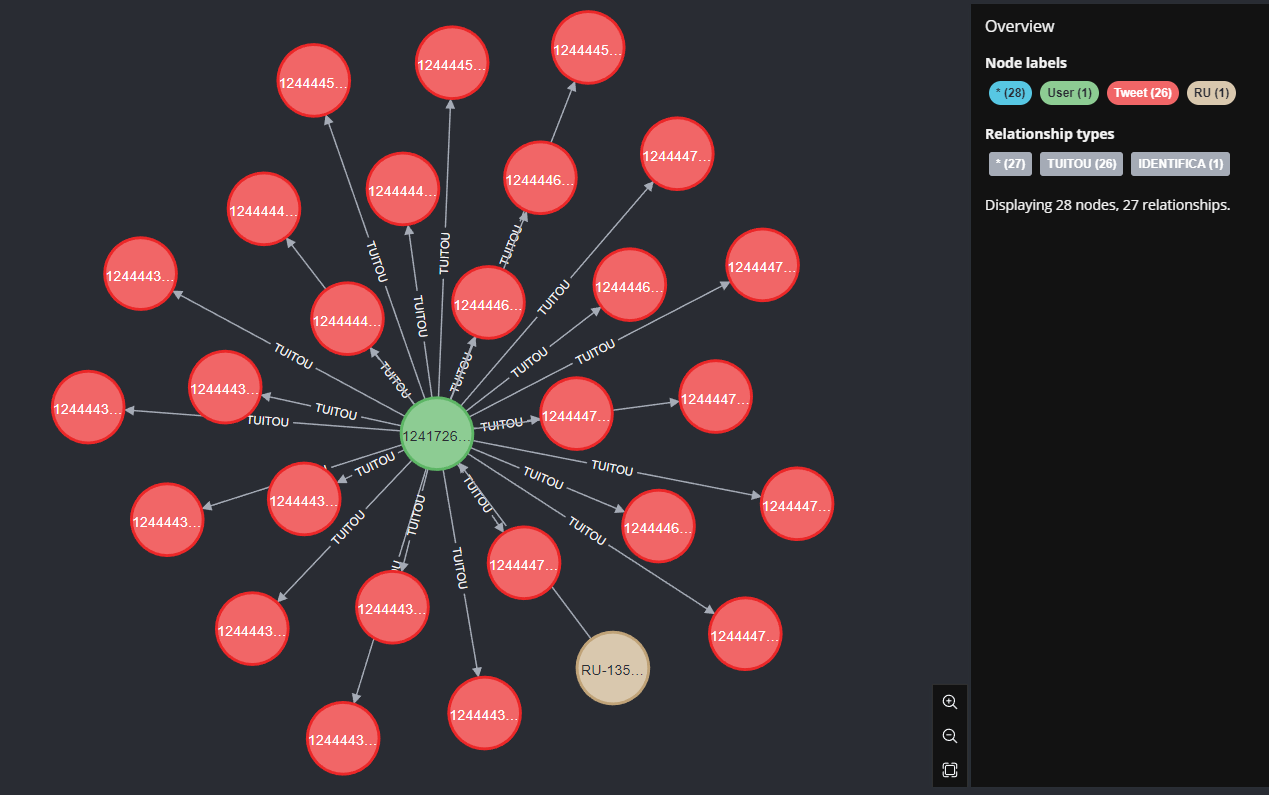 1244445...
1244445...
1244445...
1244447...
1244446...
1244444...
1244444...
TUITOU
TUITOU
TUITOU
1244447...
1244443...
1244446...
TUITOU
1244446...
TUITOU
1244444...
TUITOU
TUITOU
TUITOU
TUITOU
TUITOU
1244443...
1244447...
1244443...
TUITOU
1244447...
TUITOU
TUITOU
1241726...
TUITOU
TUITOU
TUITOU
TUITOU
1244443...
1244447...
TUITOU
1244443...
TUITOU
1244446...
TUITOU
1244447...
TUITOU
1244443...
1244443...
1244447...
RU-135...
1244443...
1244443...
Overview
Node labels
* (28) User (1) Tweet (26) RU (1)
Relationship types
* (27) TUITOU (26) IDENTIFICA (1)
Displaying 28 nodes, 27 relationships.